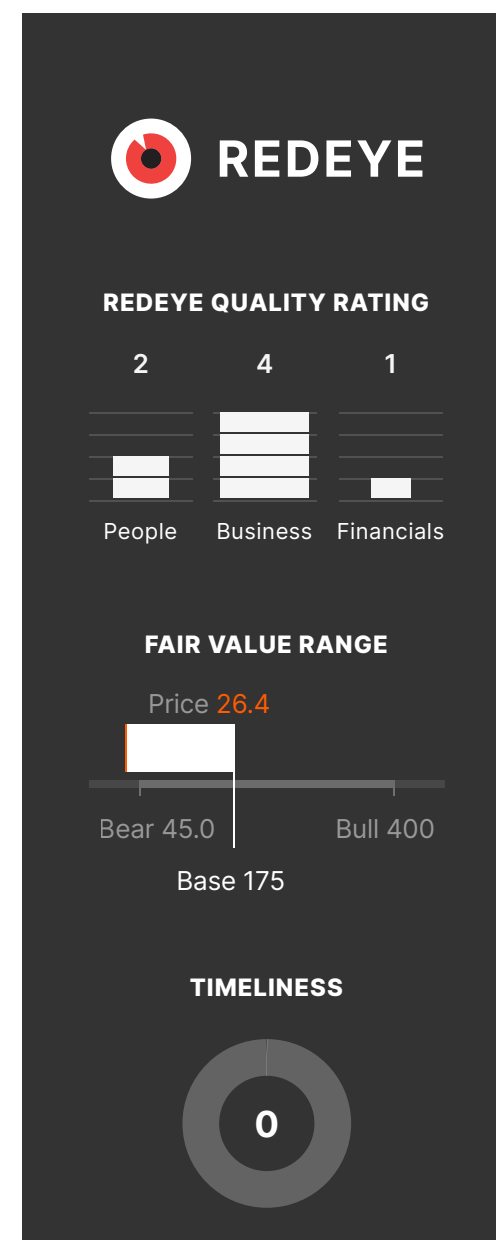 REDEYE
REDEYE QUALITY RATING
2 4 1
People Business Financials
FAIR VALUE RANGE
Price 26.4
Bear 45.0 Bull 400
Base 175
TIMELINESS
0